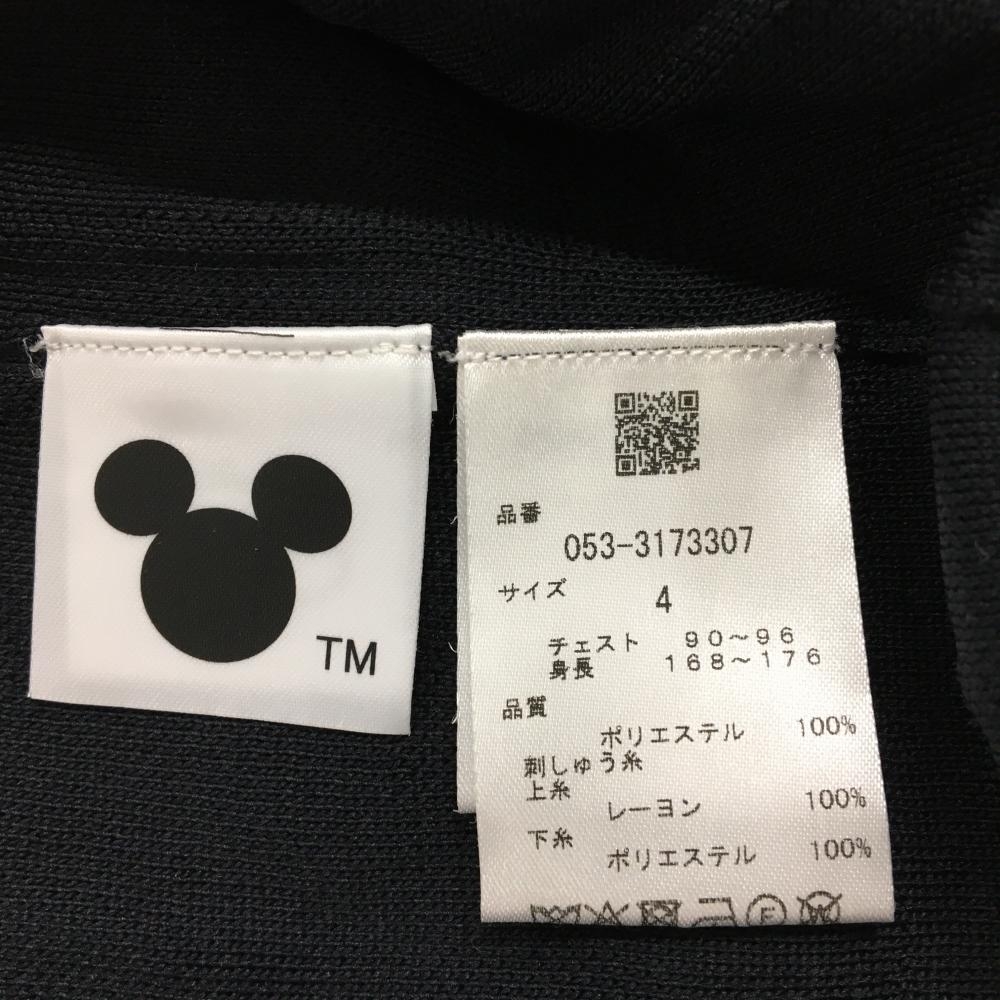 TM
品番
053-3173307
サイズ 4
チェスト 90~96
身長 168~176
品質
ポリエステル 100%
刺しゅう糸
上糸
レーヨン 100%
下糸
ポリエステル 100%